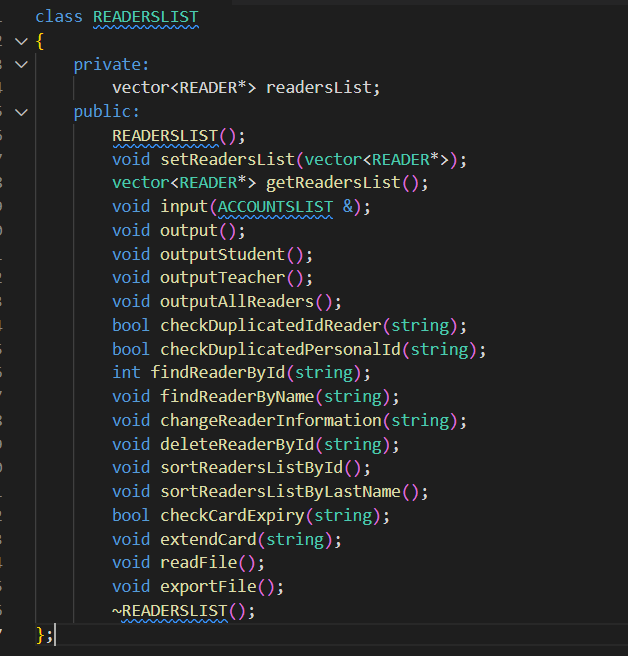 class READERSLIST
{
private:
vector<READER*> readersList;
public:
READERSLIST();
void setReadersList(vector<READER*>);
vector<READER*> getReadersList();
void input(ACCOUNTSLIST &);
void output();
void outputStudent();
void outputTeacher();
void outputAllReaders();
bool checkDuplicatedIdReader(string);
bool checkDuplicatedPersonalId(string);
int findReaderById(string);
void findReaderByName(string);
void changeReaderInformation(string);
void deleteReaderById(string);
void sortReadersListById();
void sortReadersListByLastName();
bool checkCardExpiry(string);
void extendCard(string);
void readFile();
void exportFile();
~READERSLIST();
};